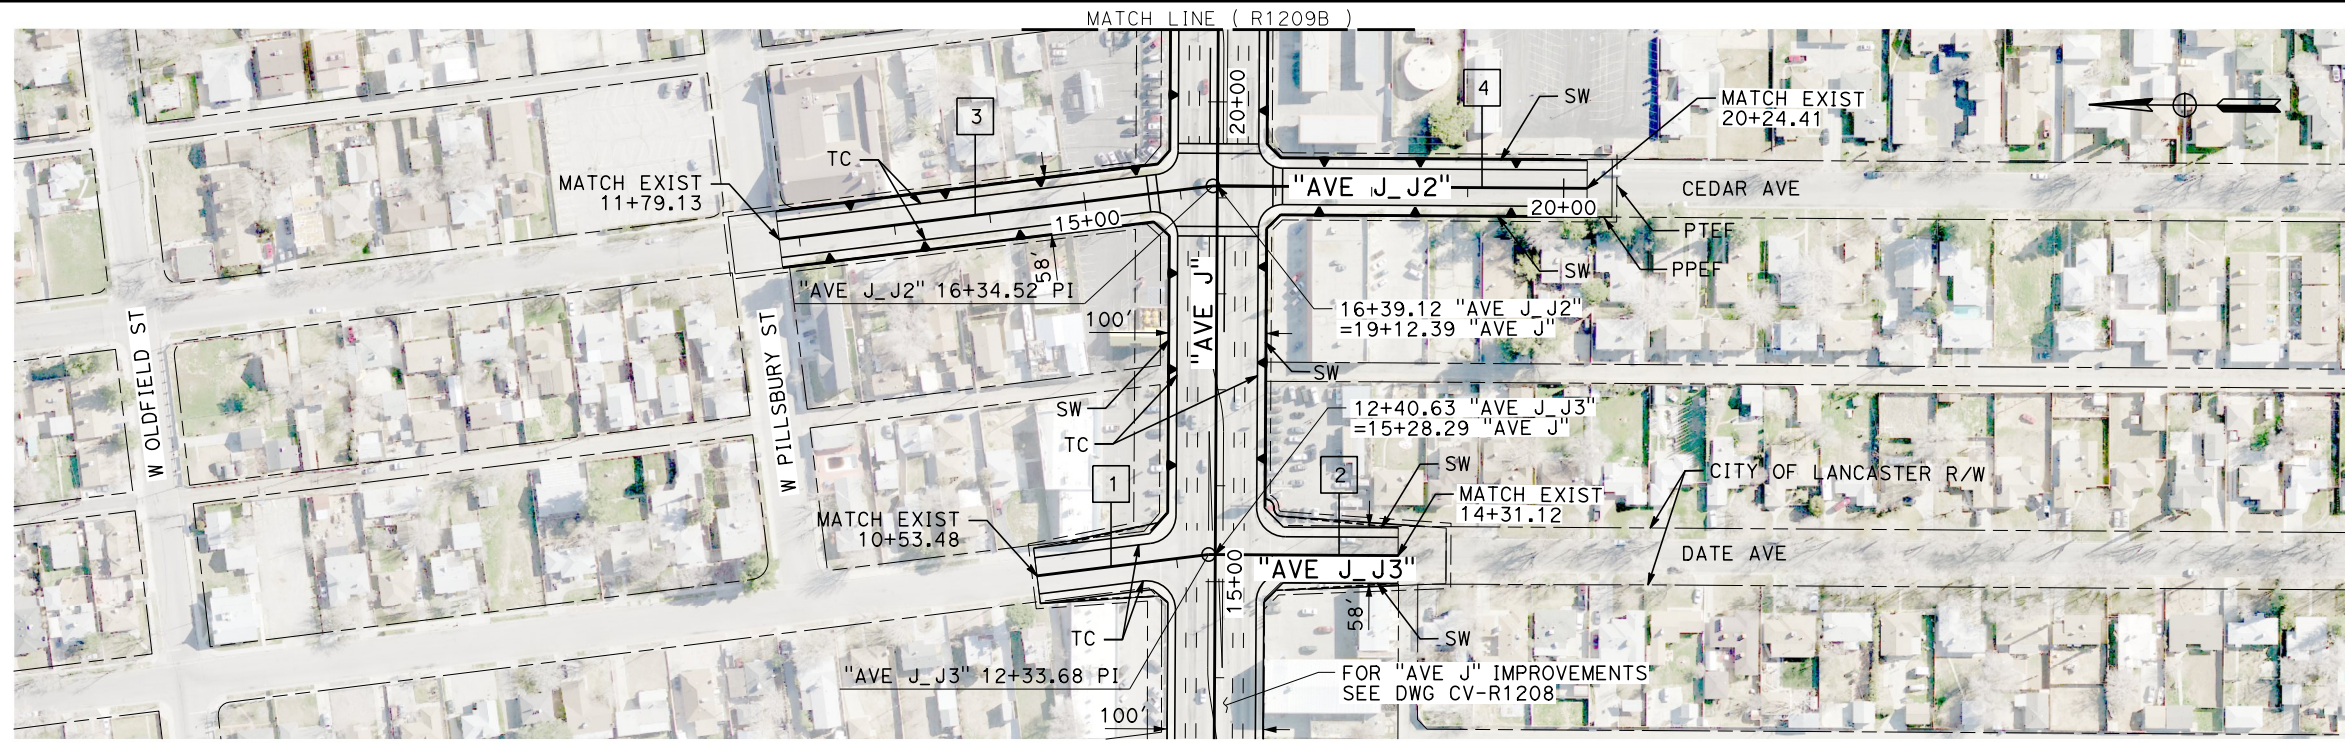 MATCH LINE ( R1209B )
20+00
3
4
SW
MATCH EXIST
20+24.41
TC
MATCH EXIST
11+79.13
"AVE J_J2"
CEDAR AVE
20+00
15+00
PTEF
SW
PPEF
58'
"AVE J_J2" 16+34.52 PI
"AVE J"
16+39.12 "AVE J_J2"
=19+12.39 "AVE J"
100'
W OLDFIELD ST
W PILLSBURY ST
SW
SW
12+40.63 "AVE J_J3"
=15+28.29 "AVE J"
TC
1
2
SW
CITY OF LANCASTER R/W
MATCH EXIST
14+31.12
MATCH EXIST
10+53.48
DATE AVE
"AVE J_J3"
15+00
58'
TC
SW
"AVE J_J3" 12+33.68 PI
FOR "AVE J" IMPROVEMENTS
SEE DWG CV-R1208
100'